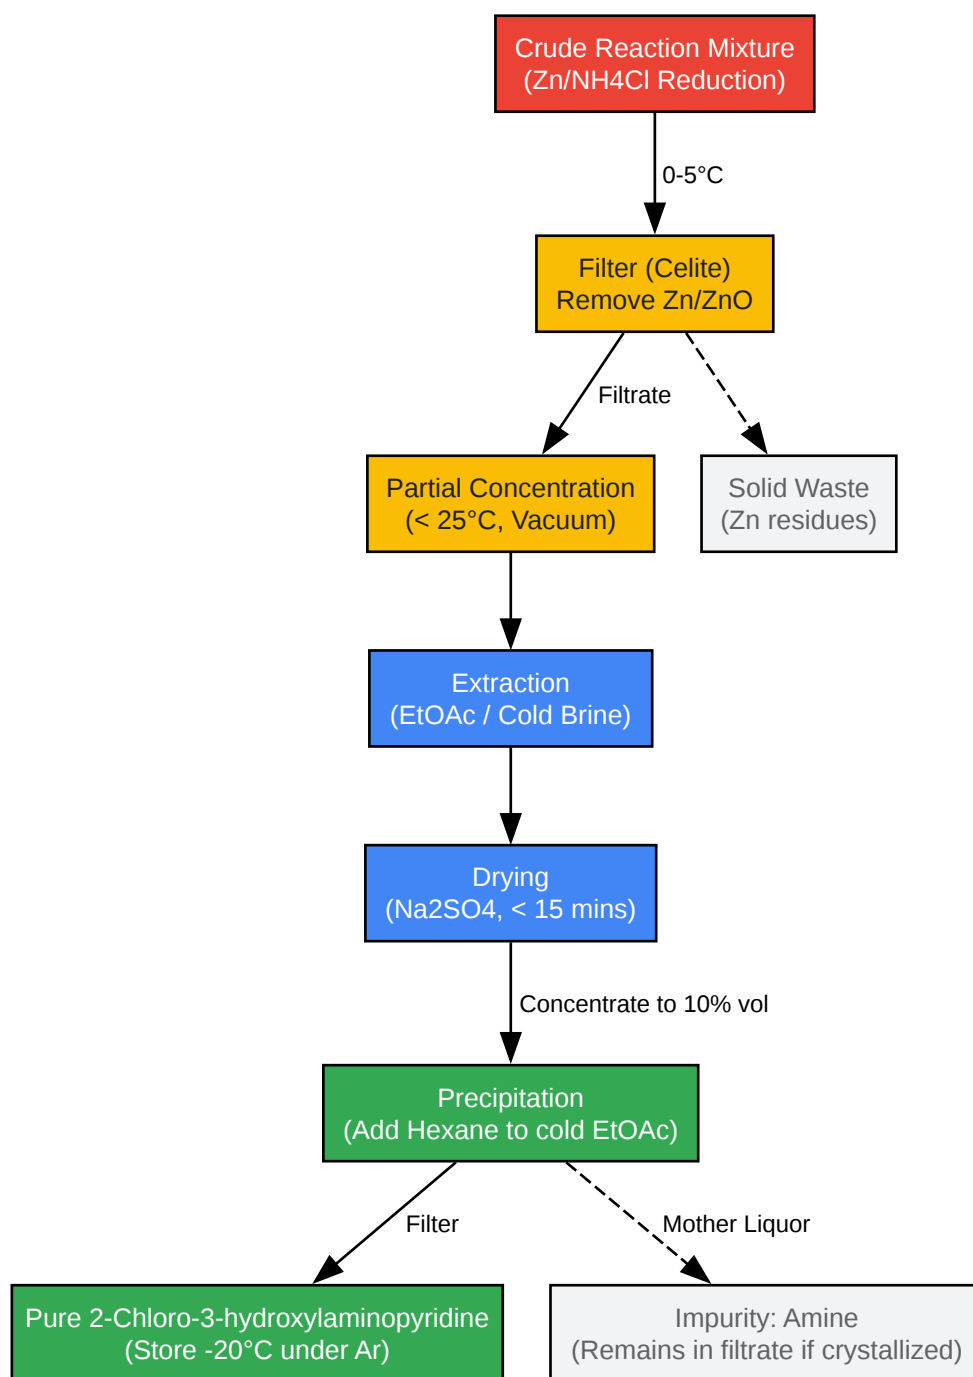 Crude Reaction Mixture
(Zn/NH4Cl Reduction)
0-5°C
Filter (Celite)
Remove Zn/ZnO
Filtrate
Partial Concentration
(< 25°C, Vacuum)
Solid Waste
(Zn residues)
Extraction
(EtOAc / Cold Brine)
Drying
(Na2SO4, < 15 mins)
Concentrate to 10% vol
Precipitation
(Add Hexane to cold EtOAc)
Filter
Mother Liquor
Pure 2-Chloro-3-hydroxylaminopyridine
(Store -20°C under Ar)
Impurity: Amine
(Remains in filtrate if crystallized)